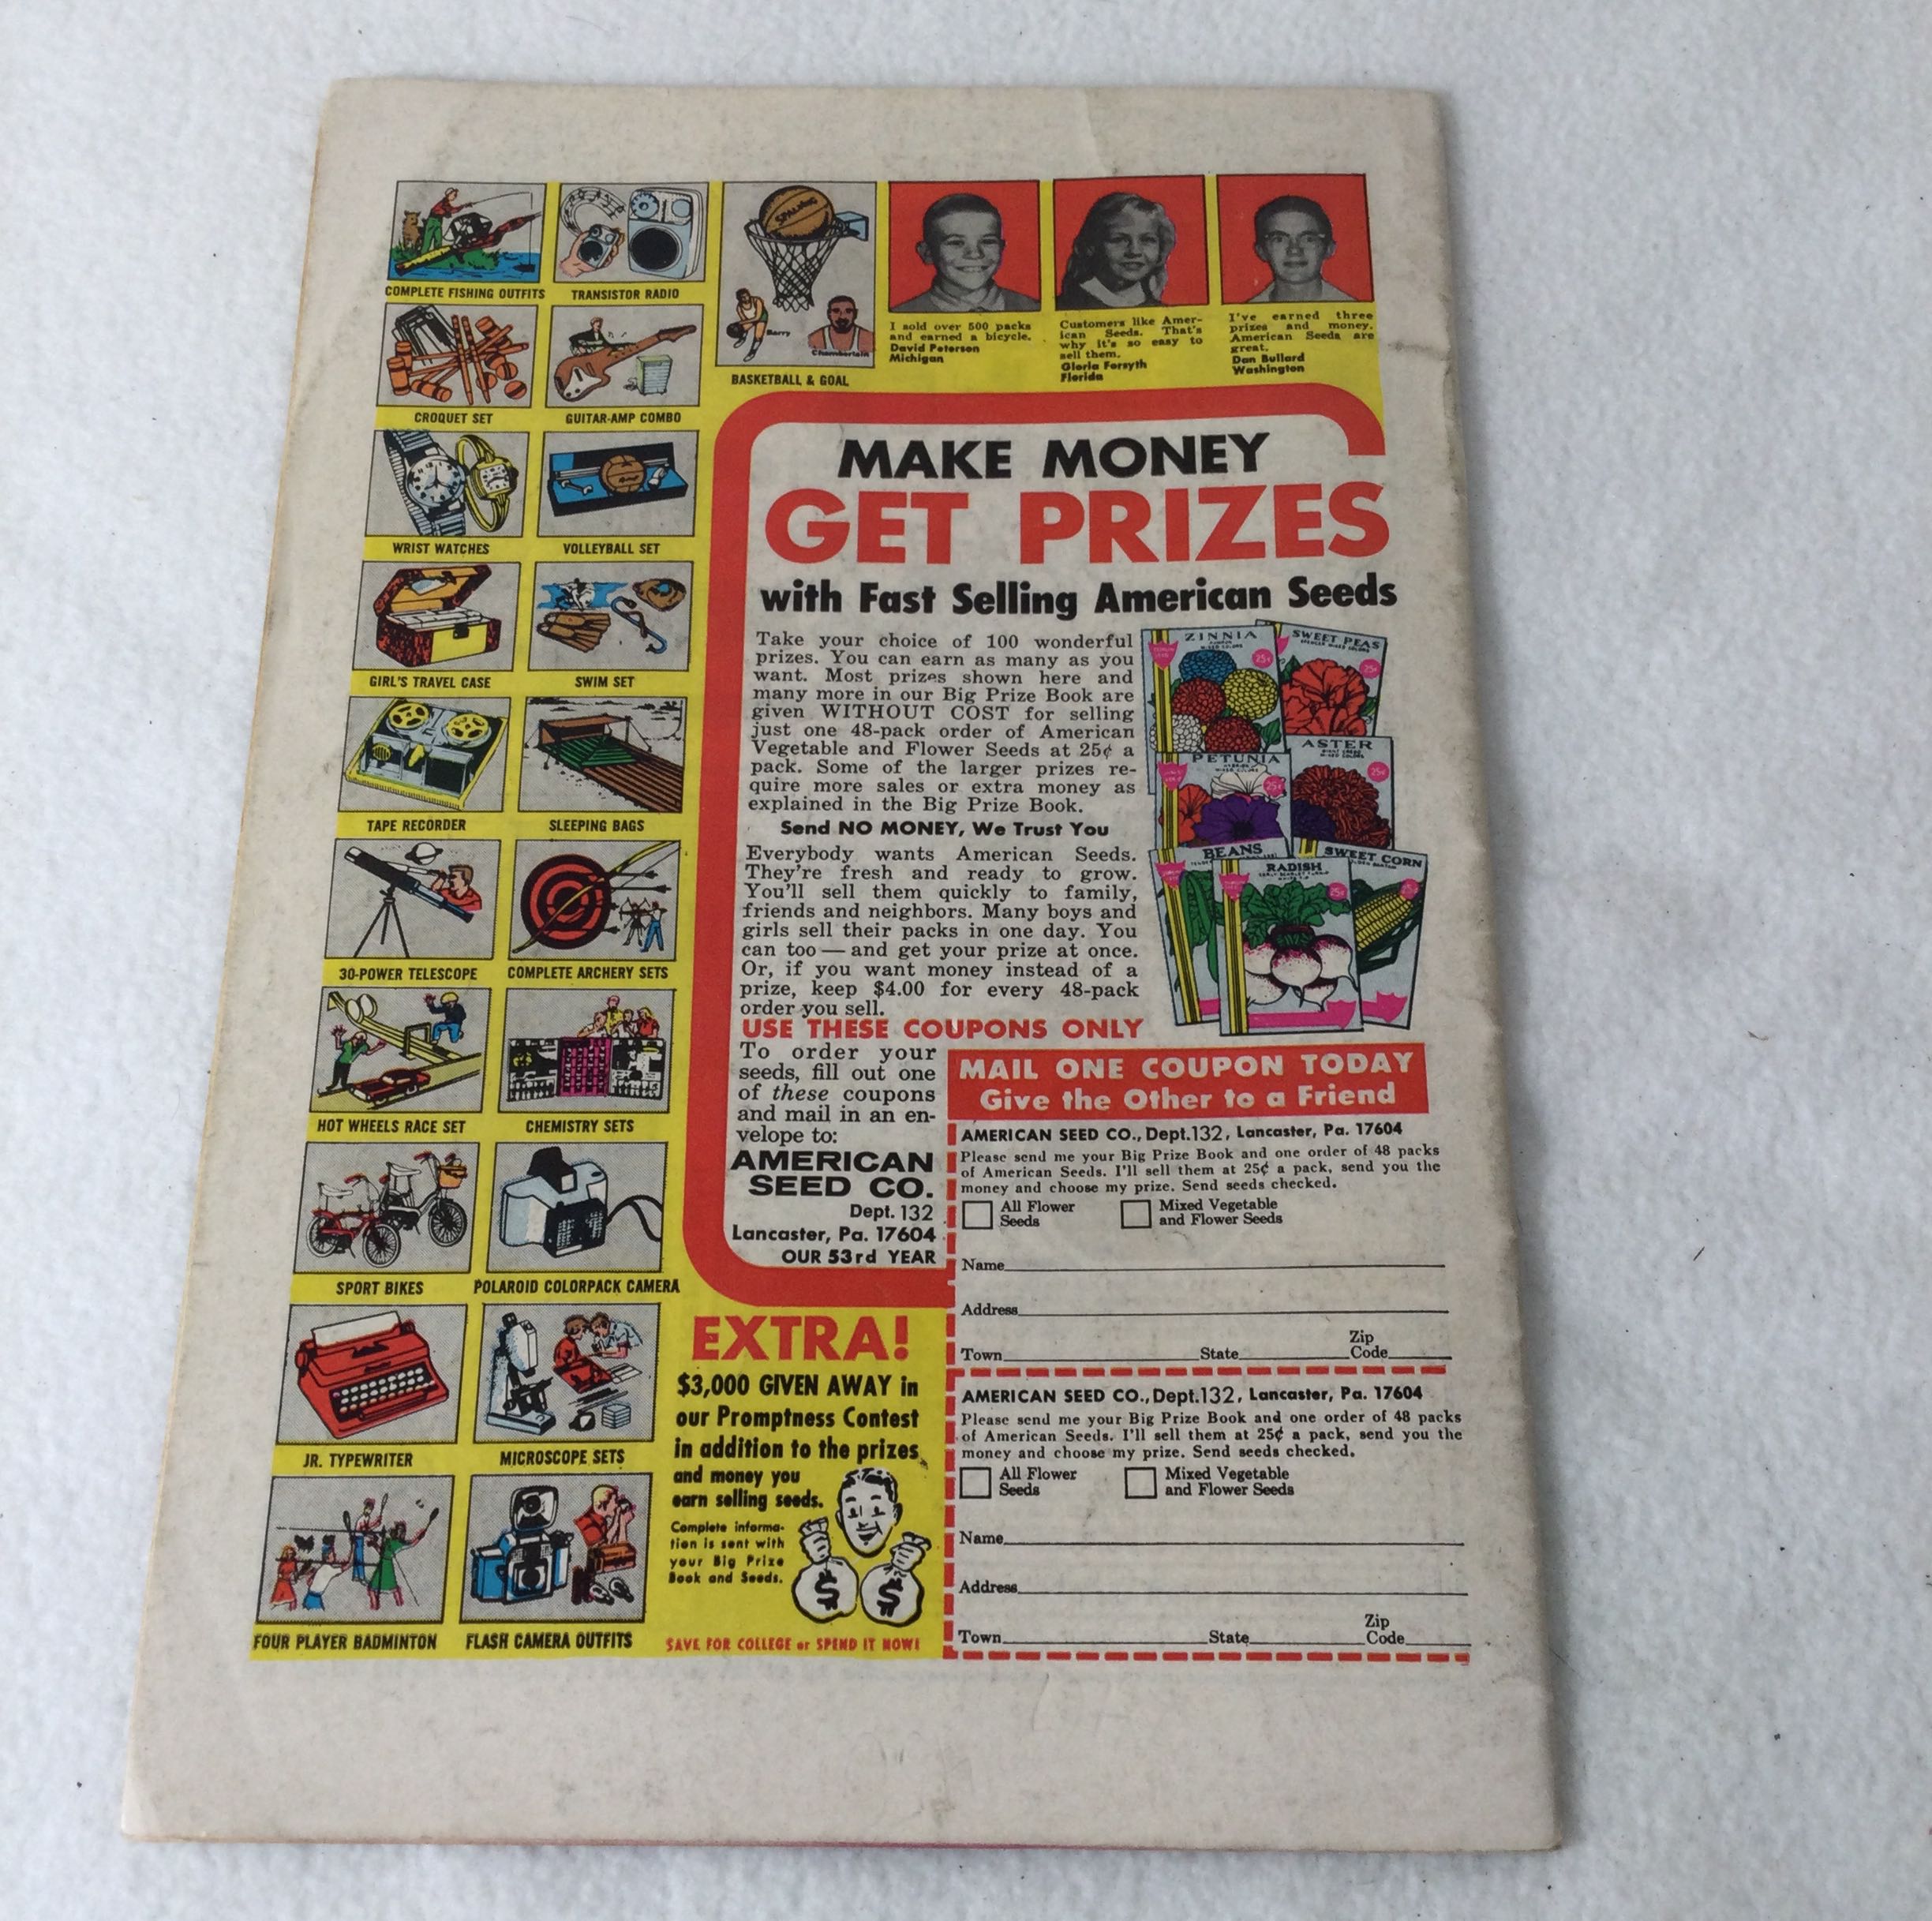 COMPLETE FISHING OUTFITS
TRANSISTOR RADIO
SPALDING
Barry
Chamberlain
BASKETBALL & GOAL
I sold over 500 packs
and earned a bicycle.
David Peterson
Michigan
Customers like Amer-
ican Seeds. That's
why it's so easy to
sell them.
Gloria Forsyth
Florida
I've earned three
prizes and money.
American Seeds are
great.
Dan Bullard
Washington
CROQUET SET
GUITAR-AMP COMBO
WRIST WATCHES
VOLLEYBALL SET
GIRL'S TRAVEL CASE
SWIM SET
TAPE RECORDER
SLEEPING BAGS
30-POWER TELESCOPE
COMPLETE ARCHERY SETS
HOT WHEELS RACE SET
CHEMISTRY SETS
SPORT BIKES
POLAROID COLORPACK CAMERA
JR. TYPEWRITER
MICROSCOPE SETS
FOUR PLAYER BADMINTON
FLASH CAMERA OUTFITS
MAKE MONEY
GET PRIZES
with Fast Selling American Seeds
Take your choice of 100 wonderful
prizes. You can earn as many as you
want. Most prizes shown here and
many more in our Big Prize Book are
given WITHOUT COST for selling
just one 48-pack order of American
Vegetable and Flower Seeds at 25¢ a
pack. Some of the larger prizes re-
quire more sales or extra money as
explained in the Big Prize Book.
Send NO MONEY, We Trust You
Everybody wants American Seeds.
They're fresh and ready to grow.
You'll sell them quickly to family,
friends and neighbors. Many boys and
girls sell their packs in one day. You
can too — and get your prize at once.
Or, if you want money instead of a
prize, keep $4.00 for every 48-pack
order you sell.
ZINNIA
MIXED COLORS
25¢
SWEET PEAS
SPENCER MIXED COLORS
25¢
PETUNIA
MIXED COLORS
25¢
ASTER
MIXED COLORS
25¢
BEANS
RADISH
25¢
SWEET CORN
25¢
USE THESE COUPONS ONLY
To order your
seeds, fill out one
of these coupons
and mail in an en-
velope to:
AMERICAN
SEED CO.
Dept. 132
Lancaster, Pa. 17604
OUR 53rd YEAR
MAIL ONE COUPON TODAY
Give the Other to a Friend
AMERICAN SEED CO., Dept.132, Lancaster, Pa. 17604
Please send me your Big Prize Book and one order of 48 packs
of American Seeds. I'll sell them at 25¢ a pack, send you the
money and choose my prize. Send seeds checked.
All Flower
Seeds
Mixed Vegetable
and Flower Seeds
Name
Address
Town State Zip
Code
AMERICAN SEED CO., Dept.132, Lancaster, Pa. 17604
Please send me your Big Prize Book and one order of 48 packs
of American Seeds. I'll sell them at 25¢ a pack, send you the
money and choose my prize. Send seeds checked.
All Flower
Seeds
Mixed Vegetable
and Flower Seeds
Name
Address
Town State Zip
Code
EXTRA!
$3,000 GIVEN AWAY in
our Promptness Contest
in addition to the prizes
and money you
earn selling seeds.
Complete informa-
tion is sent with
your Big Prize
Book and Seeds.
$ $
SAVE FOR COLLEGE or SPEND IT NOW!